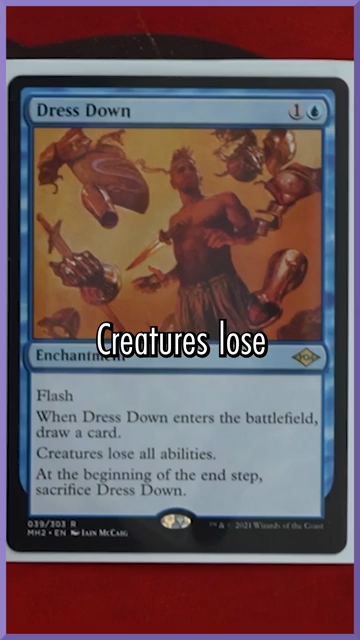 Dress Down 1
Creatures lose
Enchantment
Flash
When Dress Down enters the battlefield,
draw a card.
Creatures lose all abilities.
At the beginning of the end step,
sacrifice Dress Down.
039/303 R
MH2 • EN Iain McCaig
™ & © 2021 Wizards of the Coast